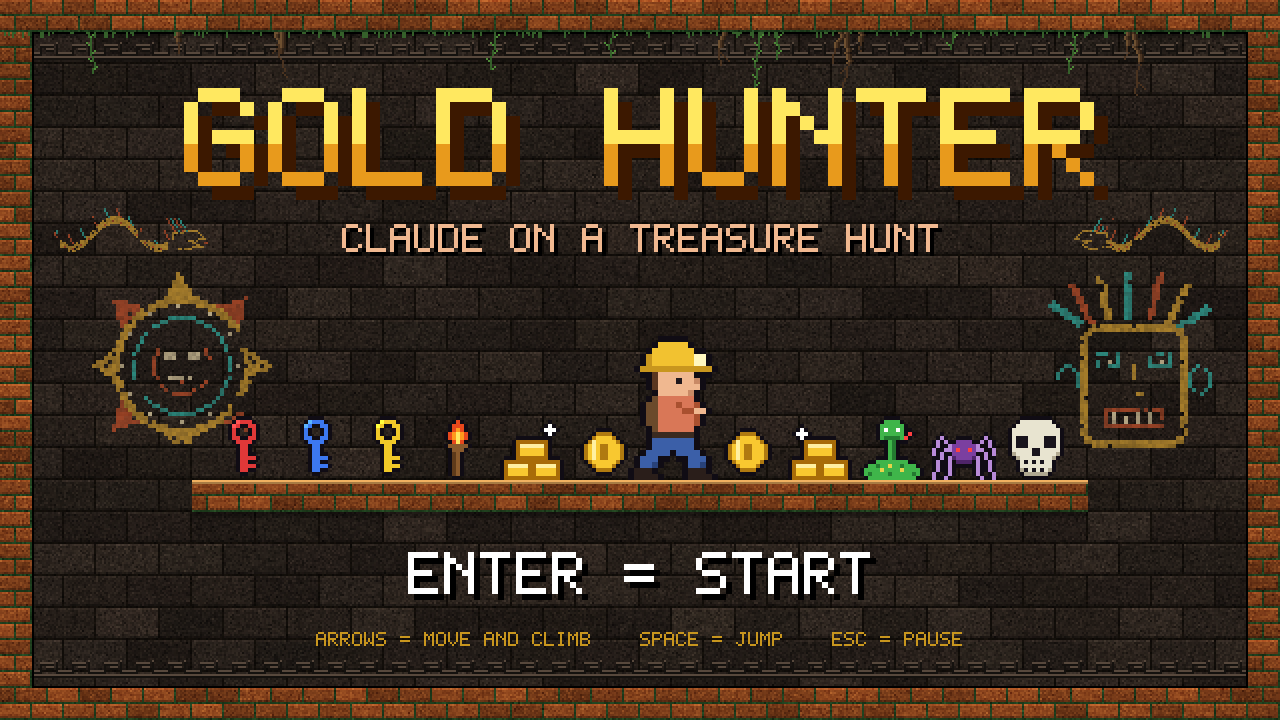 GOLD HUNTER
CLAUDE ON A TREASURE HUNT
ENTER = START
ARROWS = MOVE AND CLIMB SPACE = JUMP ESC = PAUSE